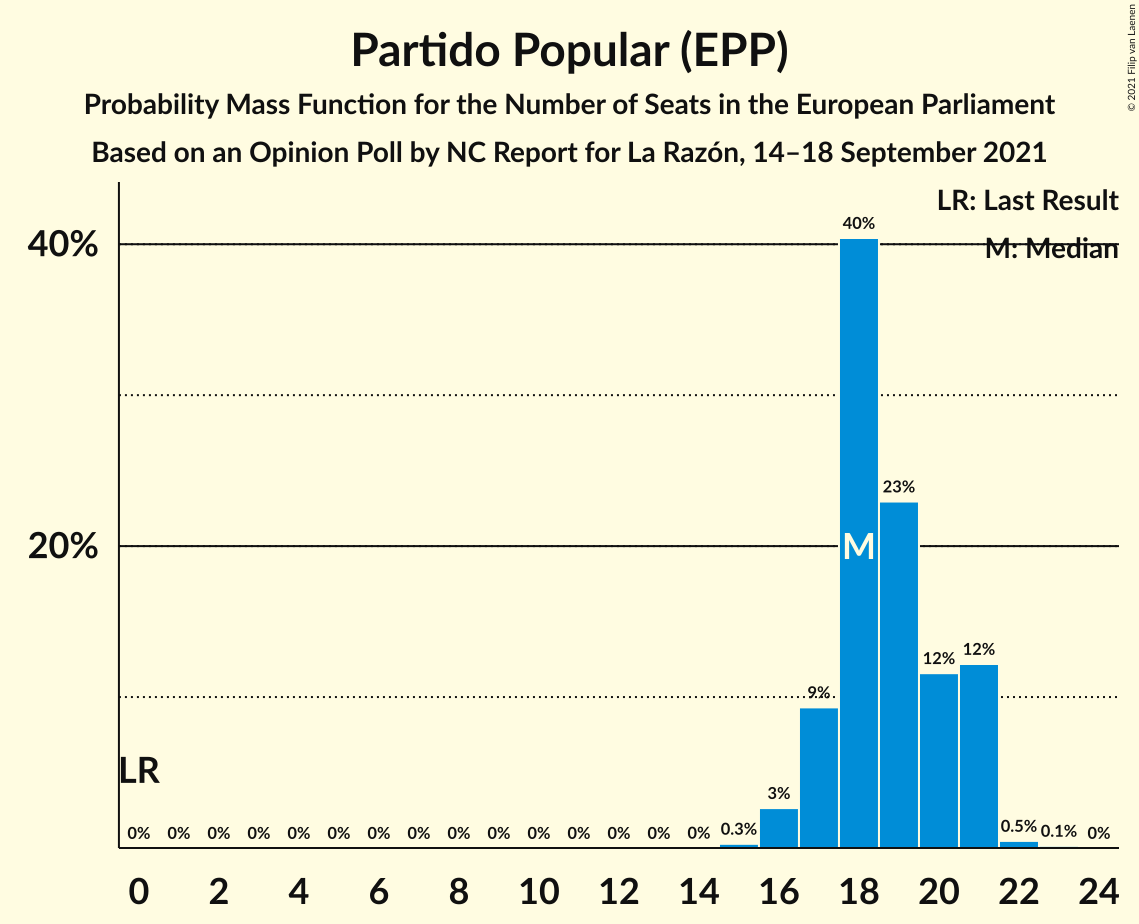 Partido Popular (EPP)
Probability Mass Function for the Number of Seats in the European Parliament
Based on an Opinion Poll by NC Report for La Razón, 14–18 September 2021
© 2021 Filip van Laenen
LR: Last Result
M: Median
40%
20%
40%
23%
M
12%
12%
9%
LR
3%
0% 0% 0% 0% 0% 0% 0% 0% 0% 0% 0% 0% 0% 0% 0% 0.3% 0.5% 0.1% 0%
0 2 4 6 8 10 12 14 16 18 20 22 24